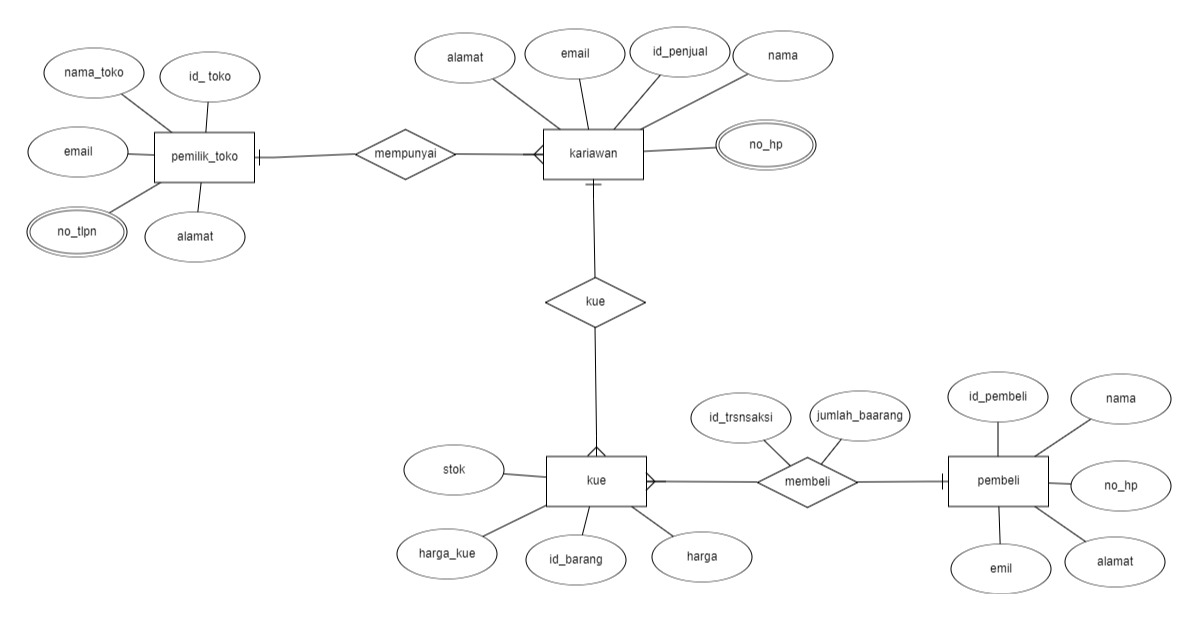 alamat
email
id_penjual
nama
nama_toko
id_ toko
no_hp
email
pemilik_toko
mempunyai
kariawan
no_tlpn
alamat
kue
id_pembeli
nama
id_trsnsaksi
jumlah_baarang
stok
kue
membeli
pembeli
no_hp
harga_kue
id_barang
harga
emil
alamat